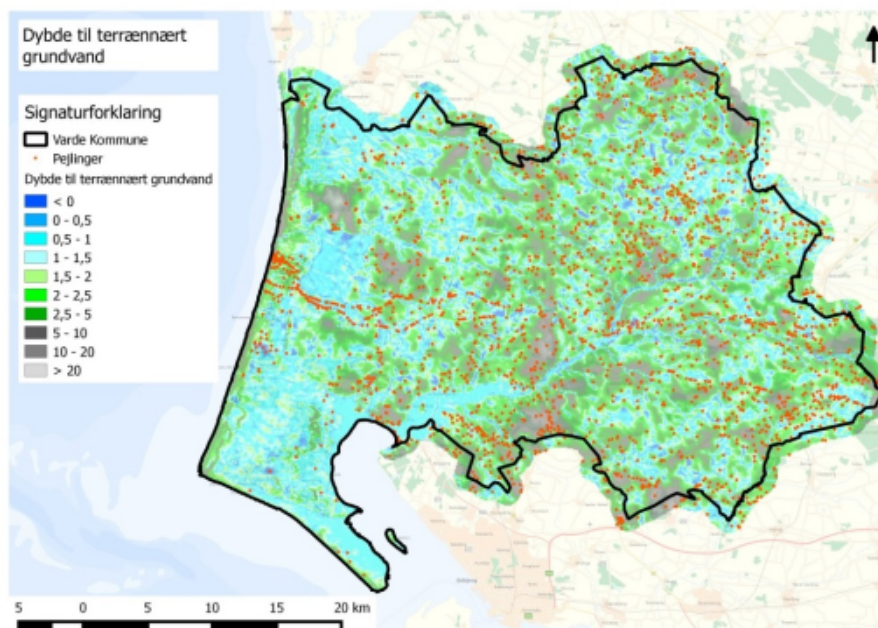 Dybde til terrænnært
grundvand
Signaturforklaring
Varde Kommune
Pejlinger
Dybde til terrænnært grundvand
< 0
0 - 0,5
0,5 - 1
1 - 1,5
1,5 - 2
2 - 2,5
2,5 - 5
5 - 10
10 - 20
> 20
5 0 5 10 15 20 km